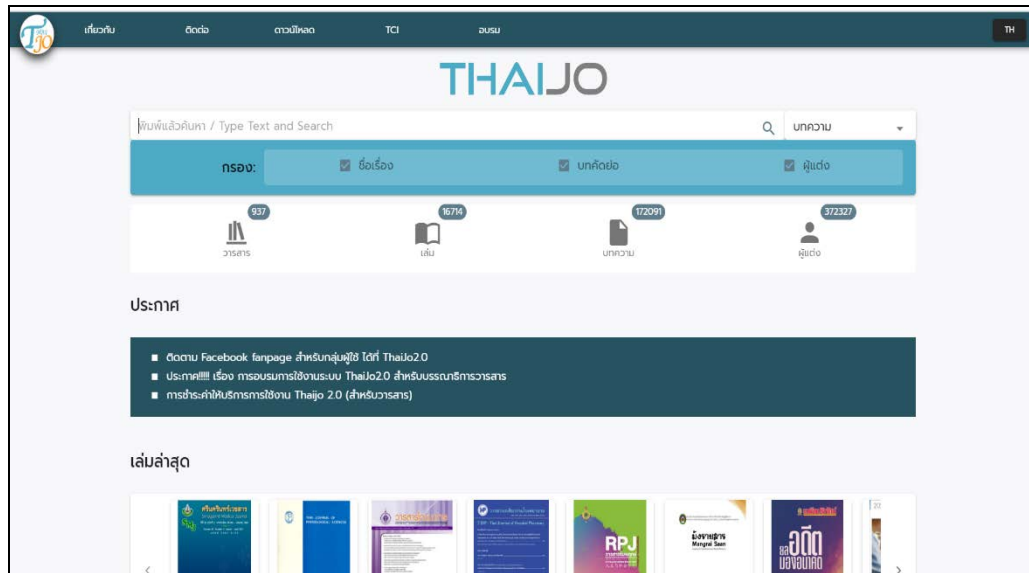 เกี่ยวกับ ติดต่อ ดาวน์โหลด TCI อบรม TH
THAIJO
พิมพ์แล้วค้นหา / Type Text and Search บทความ
กรอง: ชื่อเรื่อง บทคัดย่อ ผู้แต่ง
937 16714 172091 372327
วารสาร เล่ม บทความ ผู้แต่ง
ประกาศ
ติดตาม Facebook fanpage สำหรับกลุ่มผู้ใช้ ได้ที่ ThaiJo2.0
ประกาศ!!!!! เรื่อง การอบรมการใช้งานระบบ ThaiJo2.0 สำหรับบรรณาธิการวารสาร
การชำระค่าให้บริการการใช้งาน Thaijo 2.0 (สำหรับวารสาร)
เล่มล่าสุด
RPJ
มังรายสาร
Mangrai Saan